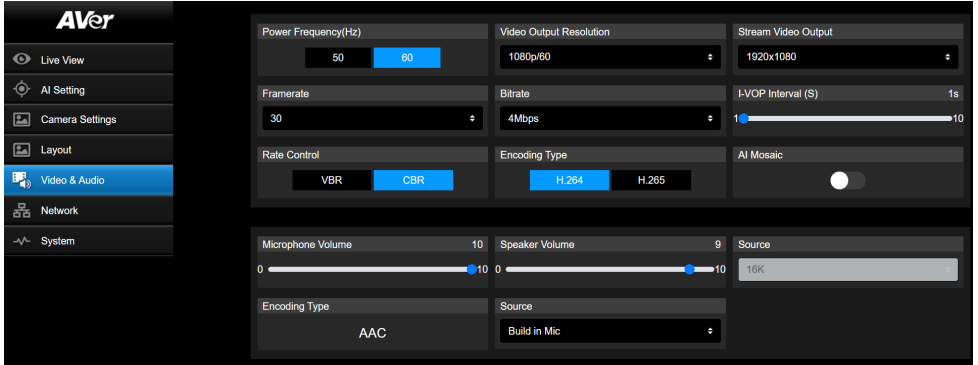 AVer
Live View
AI Setting
Camera Settings
Layout
Video & Audio
Network
System
Power Frequency(Hz)
50 60
Video Output Resolution
1080p/60
Stream Video Output
1920x1080
Framerate
30
Bitrate
4Mbps
I-VOP Interval (S) 1s
1 10
Rate Control
VBR CBR
Encoding Type
H.264 H.265
AI Mosaic
Microphone Volume 10
0 10
Speaker Volume 9
0 10
Source
16K
Encoding Type
AAC
Source
Build in Mic